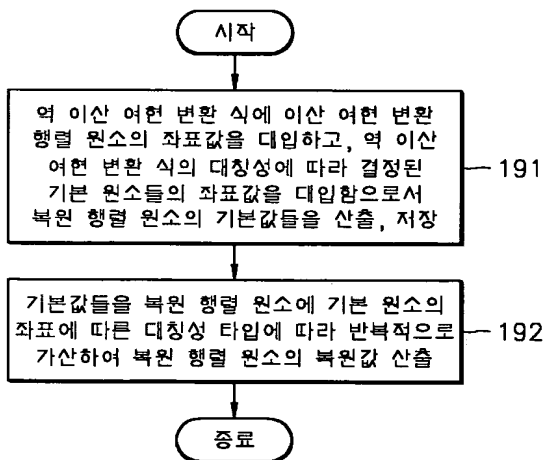 시작
역 이산 여현 변환 식에 이산 여현 변환
행렬 원소의 좌표값을 대입하고, 역 이산
여현 변환 식의 대칭성에 따라 결정된
기본 원소들의 좌표값을 대입함으로서
복원 행렬 원소의 기본값들을 산출, 저장
191
기본값들을 복원 행렬 원소에 기본 원소의
좌표에 따른 대칭성 타입에 따라 반복적으로
가산하여 복원 행렬 원소의 복원값 산출
192
종료